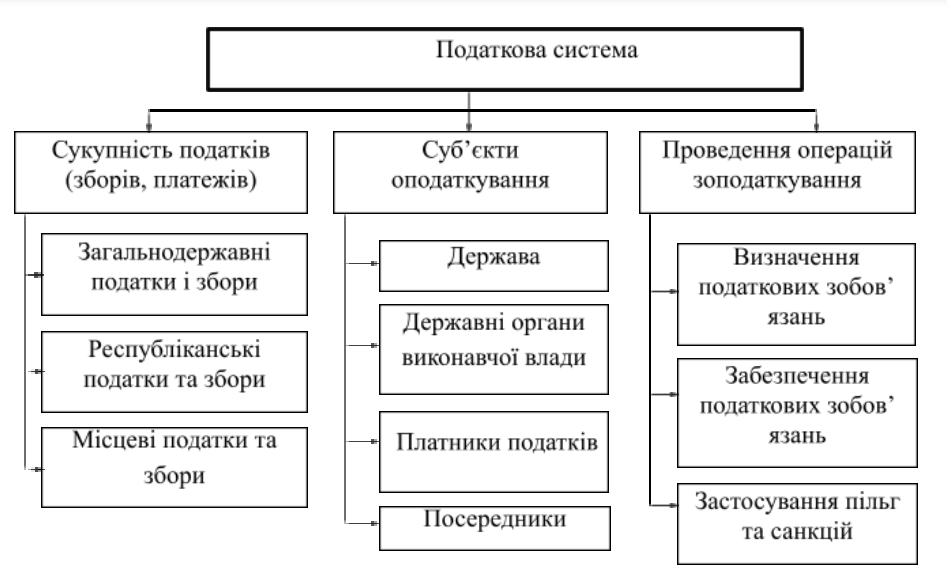 Податкова система
Сукупність податків
(зборів, платежів)
Загальнодержавні
податки і збори
Республіканські
податки та збори
Місцеві податки та
збори
Суб’єкти
оподаткування
Держава
Державні органи
виконавчої влади
Платники податків
Посередники
Проведення операцій
зоподаткування
Визначення
податкових зобов’
язань
Забезпечення
податкових зобов’
язань
Застосування пільг
та санкцій